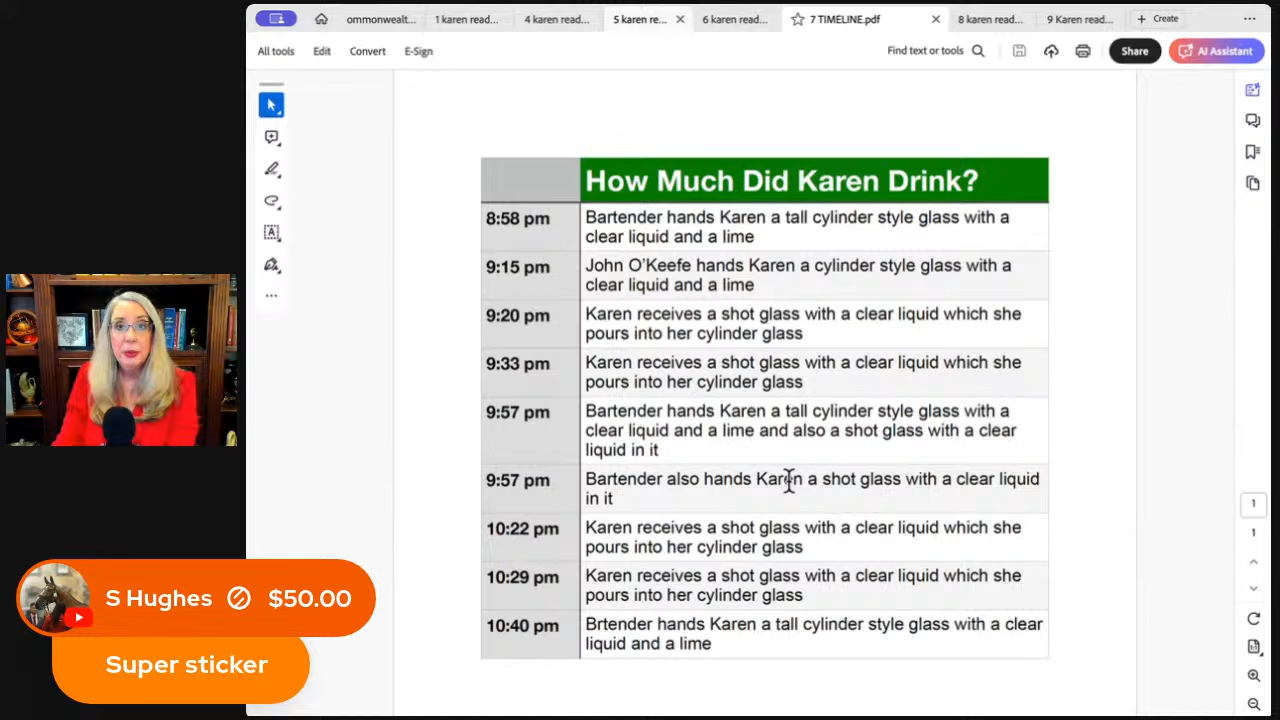 ommonwealt...
1 karen read...
4 karen read...
5 karen re...
6 karen read...
7 TIMELINE.pdf
8 karen read...
9 Karen read...
Create
All tools
Edit
Convert
E-Sign
Find text or tools
Share
AI Assistant
How Much Did Karen Drink?
8:58 pm
Bartender hands Karen a tall cylinder style glass with a
clear liquid and a lime
9:15 pm
John O'Keefe hands Karen a cylinder style glass with a
clear liquid and a lime
9:20 pm
Karen receives a shot glass with a clear liquid which she
pours into her cylinder glass
9:33 pm
Karen receives a shot glass with a clear liquid which she
pours into her cylinder glass
9:57 pm
Bartender hands Karen a tall cylinder style glass with a
clear liquid and a lime and also a shot glass with a clear
liquid in it
9:57 pm
Bartender also hands Karen a shot glass with a clear liquid
in it
10:22 pm
Karen receives a shot glass with a clear liquid which she
pours into her cylinder glass
10:29 pm
Karen receives a shot glass with a clear liquid which she
pours into her cylinder glass
10:40 pm
Brtender hands Karen a tall cylinder style glass with a clear
liquid and a lime
1
1
S Hughes $50.00
Super sticker